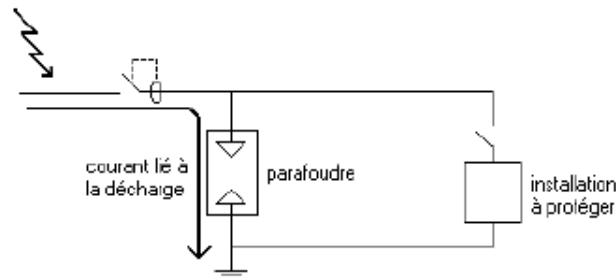 courant lié à
la décharge
parafoudre
installation
à protéger